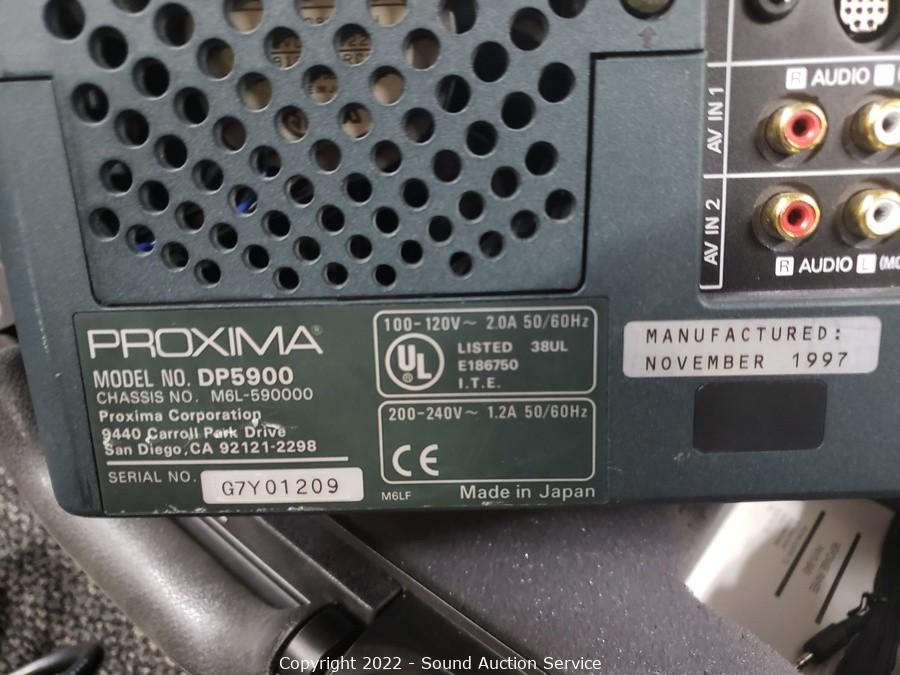 R AUDIO
AV IN 1
AV IN 2
R AUDIO L
PROXIMA®
MODEL NO. DP5900
CHASSIS NO. M6L-590000
Proxima Corporation
9440 Carroll Park Drive
San Diego, CA 92121-2298
SERIAL NO. G7Y01209
100-120V~ 2.0A 50/60Hz
UL LISTED 38UL
E186750
I.T.E.
200-240V~ 1.2A 50/60Hz
CE
M6LF Made in Japan
MANUFACTURED:
NOVEMBER 1997
Copyright 2022 - Sound Auction Service